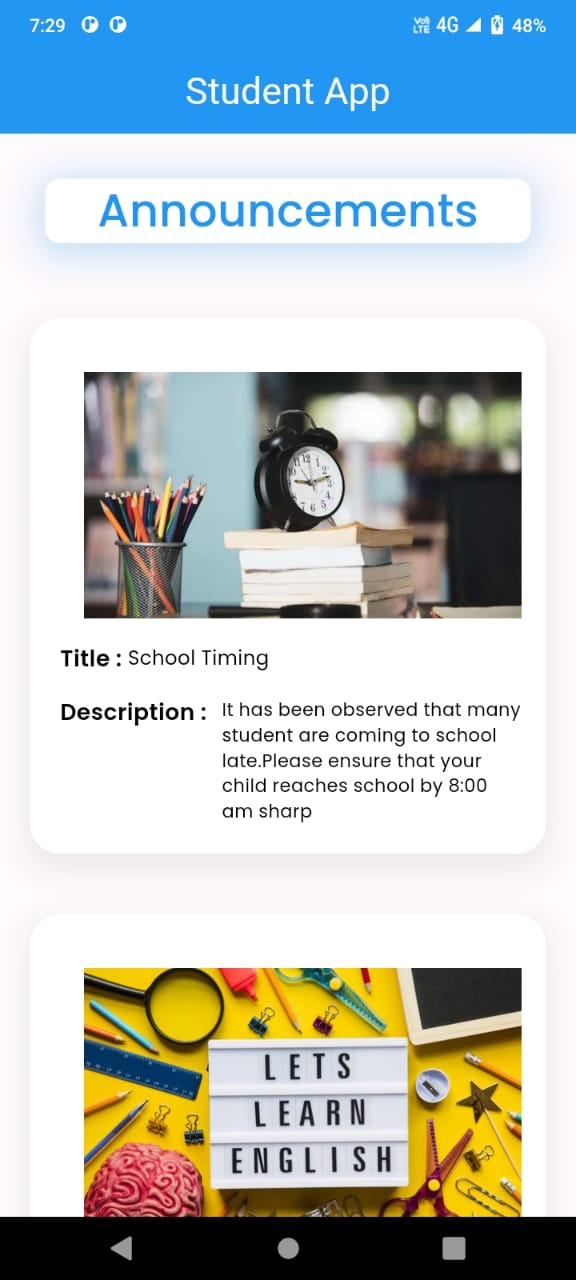 7:29 Vo) LTE 4G 48%
Student App
Announcements
Title : School Timing
Description : It has been observed that many
student are coming to school
late.Please ensure that your
child reaches school by 8:00
am sharp
LETS
LEARN
ENGLISH